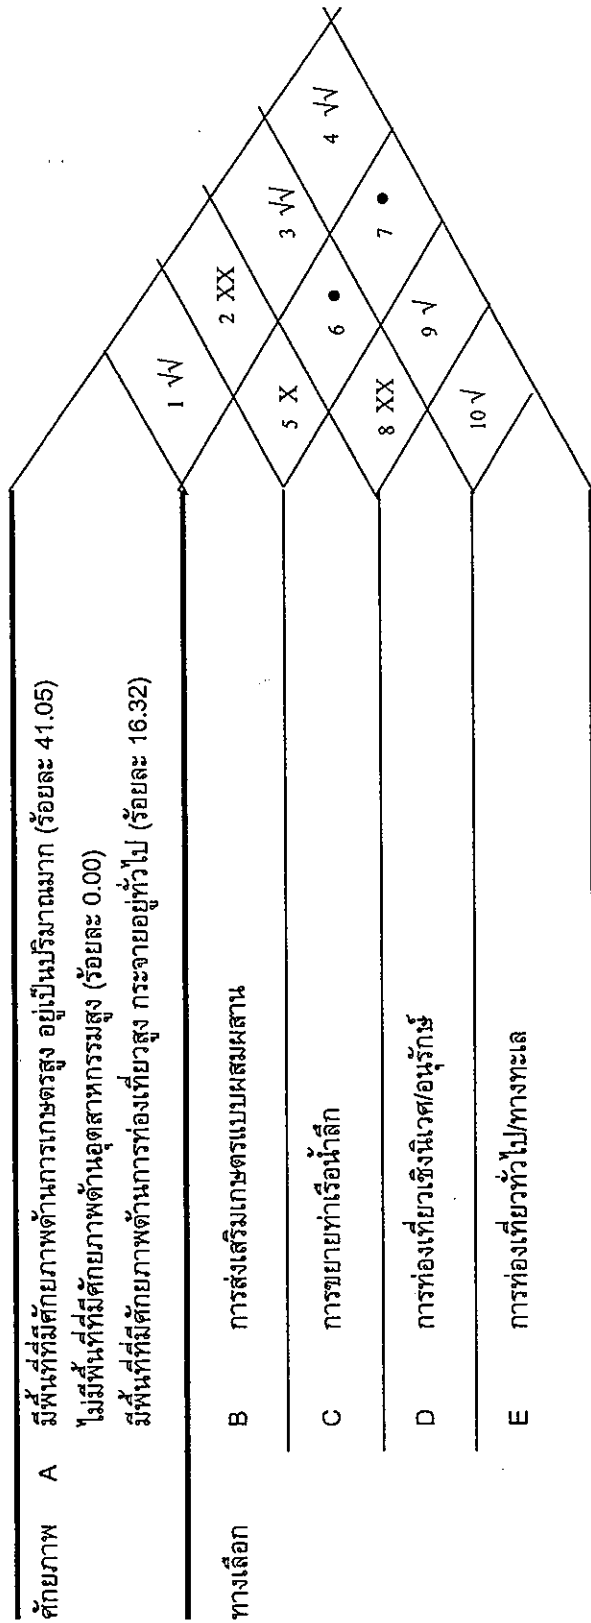 ศักยภาพ A มีพื้นที่ที่มีศักยภาพด้านการเกษตรสูง อยู่เป็นปริมาณมาก (ร้อยละ 41.05)
ไม่มีพื้นที่ที่มีศักยภาพด้านอุตสาหกรรมสูง (ร้อยละ 0.00)
มีพื้นที่ที่มีศักยภาพด้านการท่องเที่ยวสูง กระจายอยู่ทั่วไป (ร้อยละ 16.32)
ทางเลือก B การส่งเสริมเกษตรแบบผสมผสาน
C การขยายท่าเรือน้ำลึก
D การท่องเที่ยวเชิงนิเวศ/อนุรักษ์
E การท่องเที่ยวทั่วไป/ทางทะเล
1 √√
2 XX
3 √√
4 √√
5 X
6 ●
7 ●
8 XX
9 √
10 √